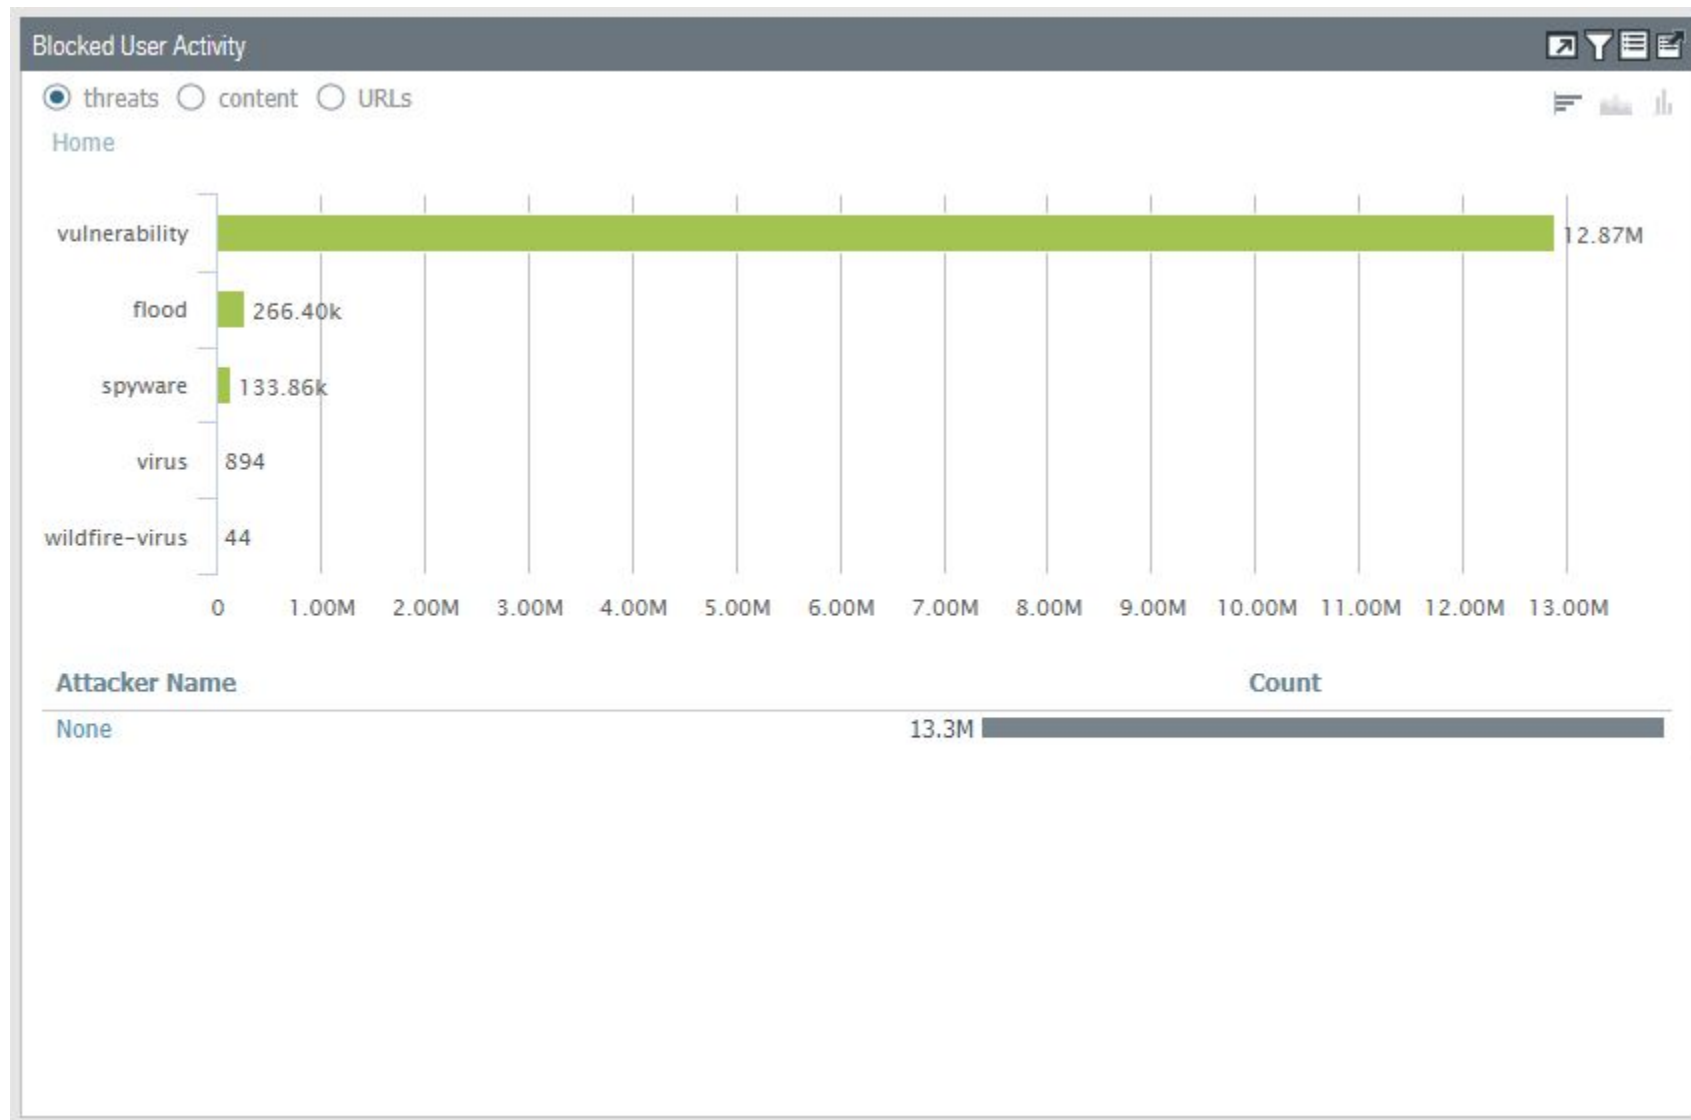 Blocked User Activity
threats content URLs
Home
vulnerability 12.87M
flood 266.40k
spyware 133.86k
virus 894
wildfire-virus 44
0 1.00M 2.00M 3.00M 4.00M 5.00M 6.00M 7.00M 8.00M 9.00M 10.00M 11.00M 12.00M 13.00M
Attacker Name Count
None 13.3M